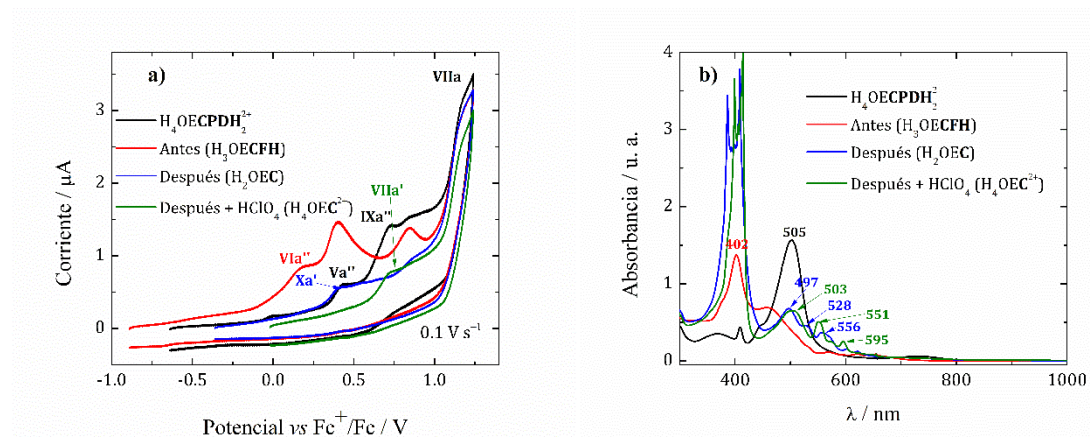 a)
VIIa
H₄OECPDH₂²⁺
Antes (H₃OECFH)
Después (H₂OEC)
Después + HClO₄ (H₄OEC²⁻)
VIIa'
IXa''
VIa''
Xa'
Va''
0.1 V s⁻¹
Corriente / μA
3
2
1
0
-1.0 -0.5 0.0 0.5 1.0
Potencial vs Fc⁺/Fc / V
b)
H₄OECPDH₂²
Antes (H₃OECFH)
Después (H₂OEC)
Después + HClO₄ (H₄OEC²⁺)
402
505
497
503
528
551
556
595
Absorbancia / u. a.
4
3
2
1
0
400 600 800 1000
λ / nm